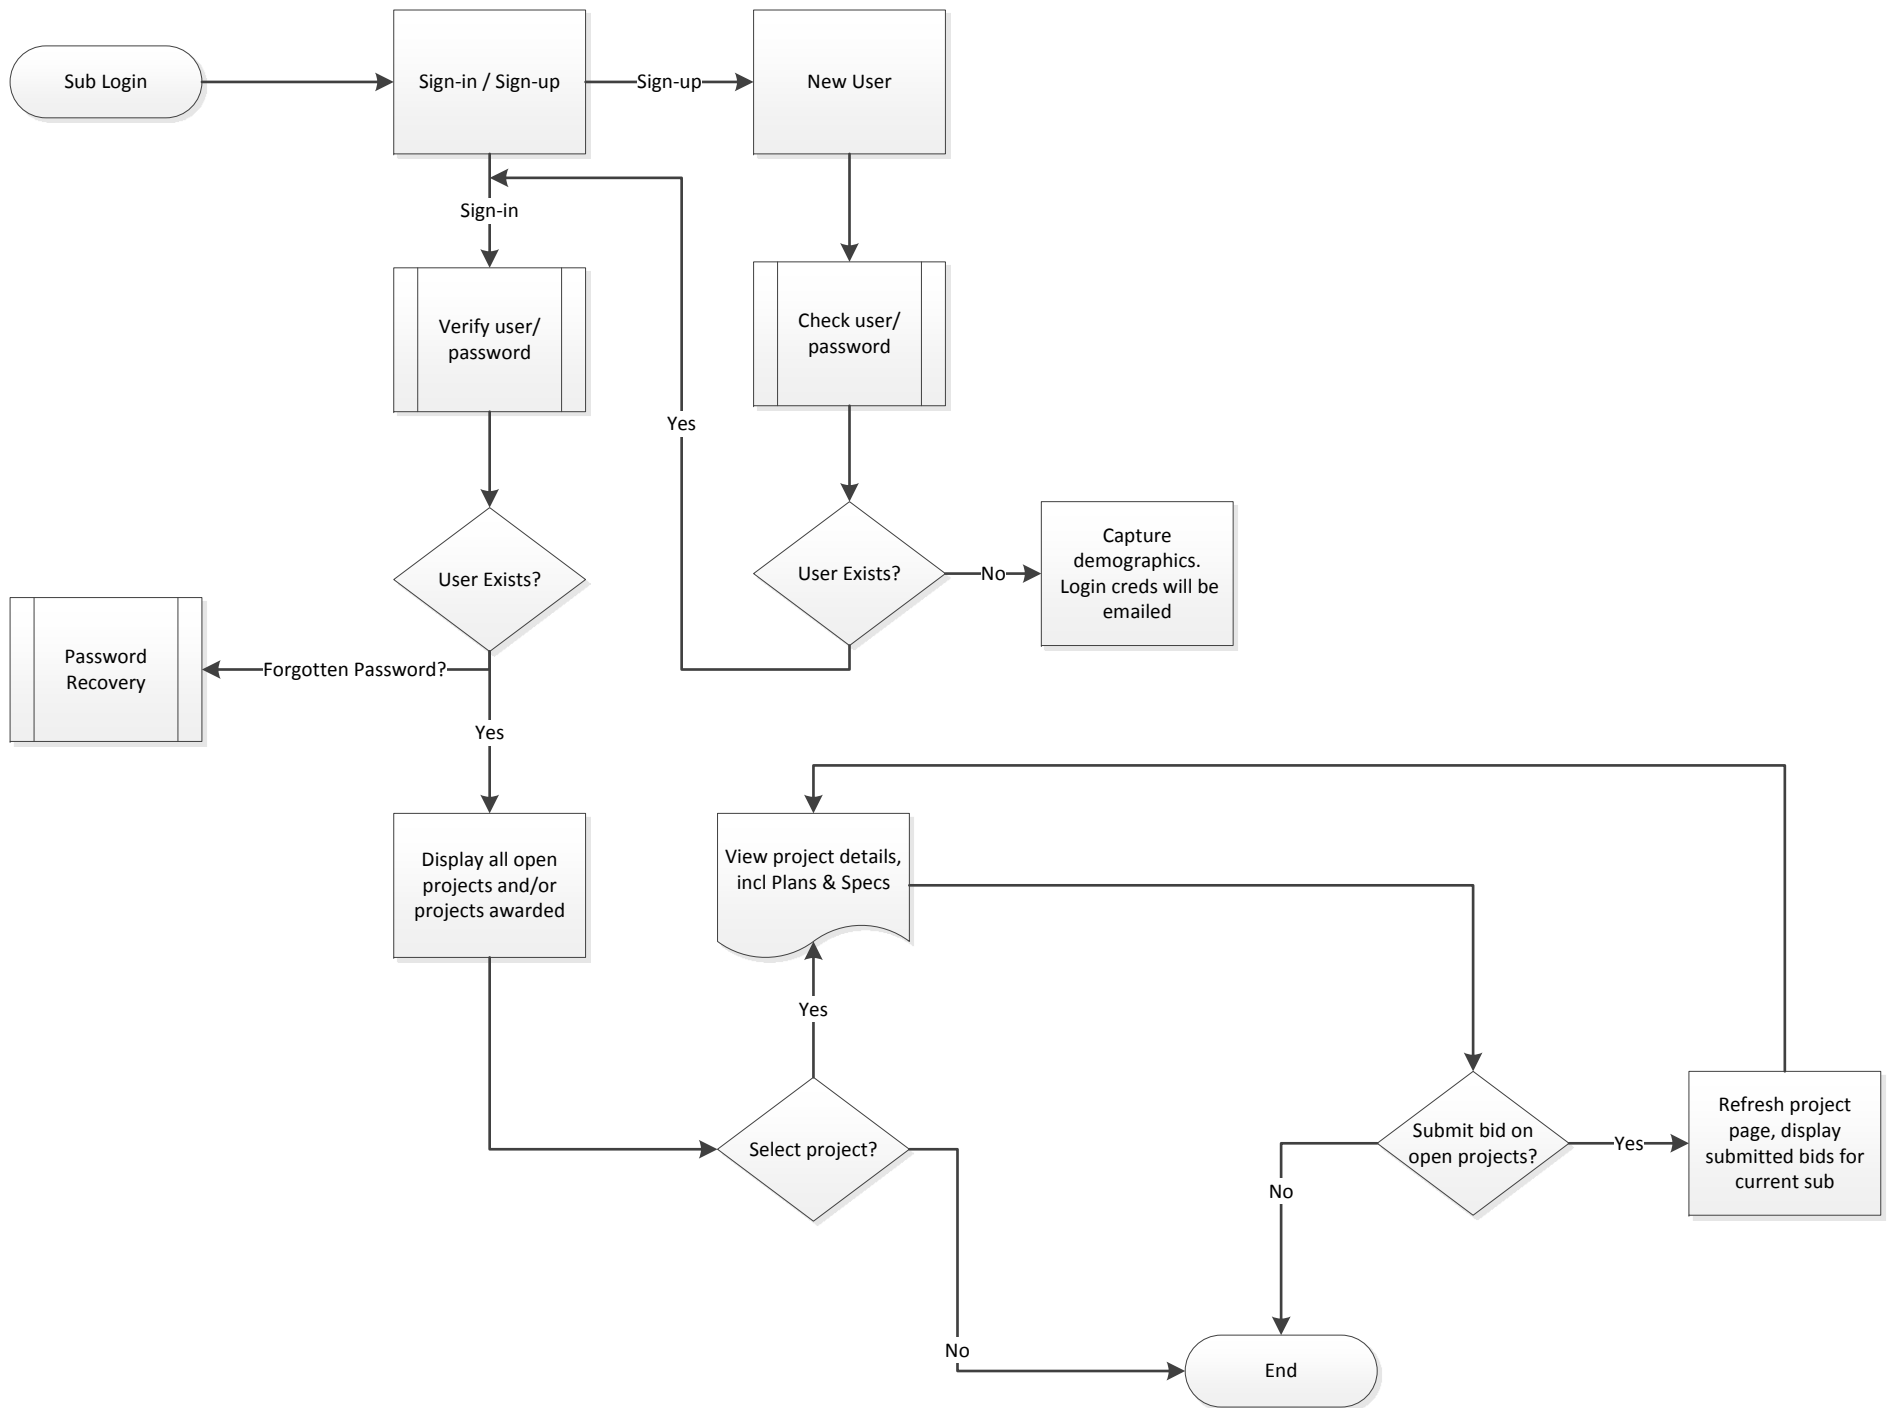 Sub Login
Sign-in / Sign-up
Sign-up
New User
Sign-in
Verify user/
password
Check user/
password
Yes
User Exists?
User Exists?
No
Capture
demographics.
Login creds will be
emailed
Password
Recovery
Forgotten Password?
Yes
Display all open
projects and/or
projects awarded
View project details,
incl Plans & Specs
Yes
Select project?
No
Submit bid on
open projects?
Yes
Refresh project
page, display
submitted bids for
current sub
No
End